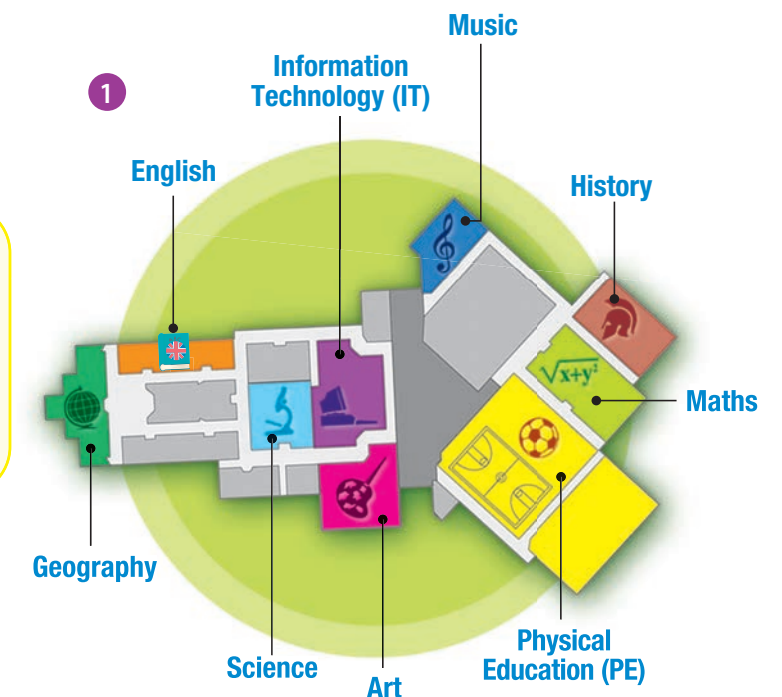 Music
Information
Technology (IT)
1
English
History
√x+y²
Maths
Geography
Science
Art
Physical
Education (PE)